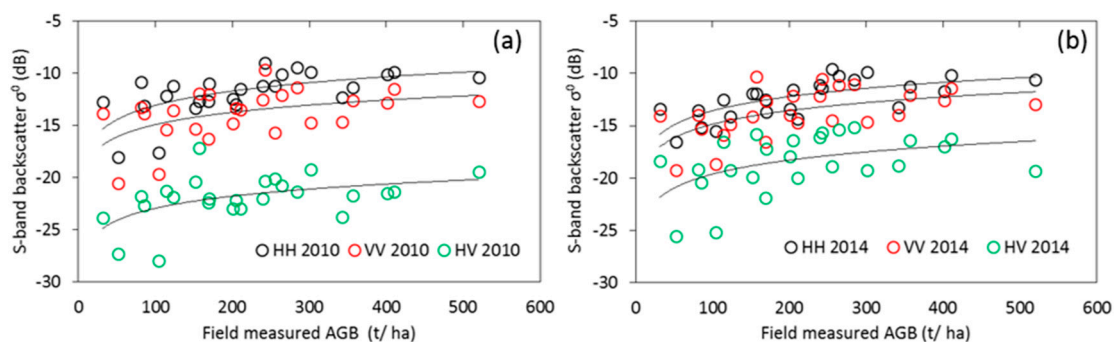 (a)
S-band backscatter σ⁰ (dB)
-5
-10
-15
-20
-25
-30
HH 2010 VV 2010 HV 2010
0 100 200 300 400 500 600
Field measured AGB (t/ ha)
(b)
S-band backscatter σ⁰ (dB)
-5
-10
-15
-20
-25
-30
HH 2014 VV 2014 HV 2014
0 100 200 300 400 500 600
Field measured AGB (t/ ha)